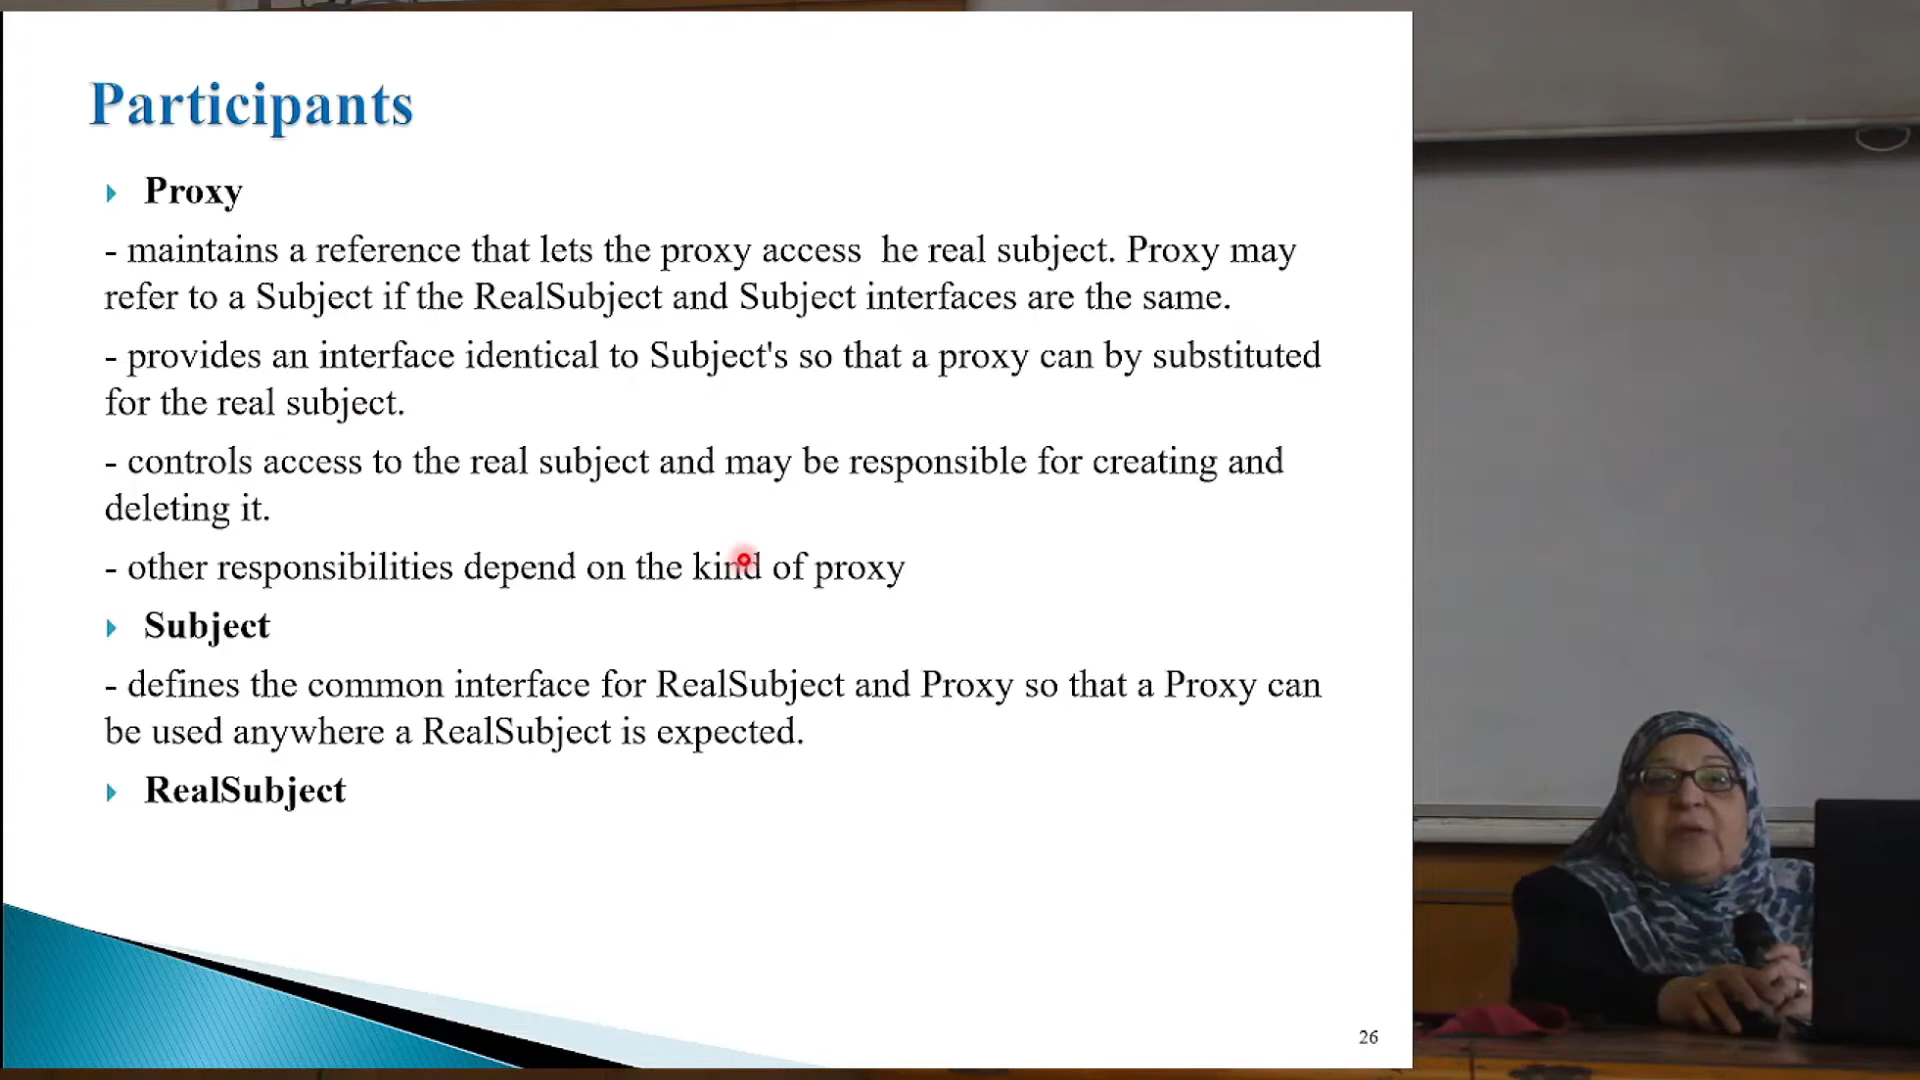 Participants
Proxy
- maintains a reference that lets the proxy access  he real subject. Proxy may
refer to a Subject if the RealSubject and Subject interfaces are the same.
- provides an interface identical to Subject's so that a proxy can by substituted
for the real subject.
- controls access to the real subject and may be responsible for creating and
deleting it.
- other responsibilities depend on the kind of proxy
Subject
- defines the common interface for RealSubject and Proxy so that a Proxy can
be used anywhere a RealSubject is expected.
RealSubject
26